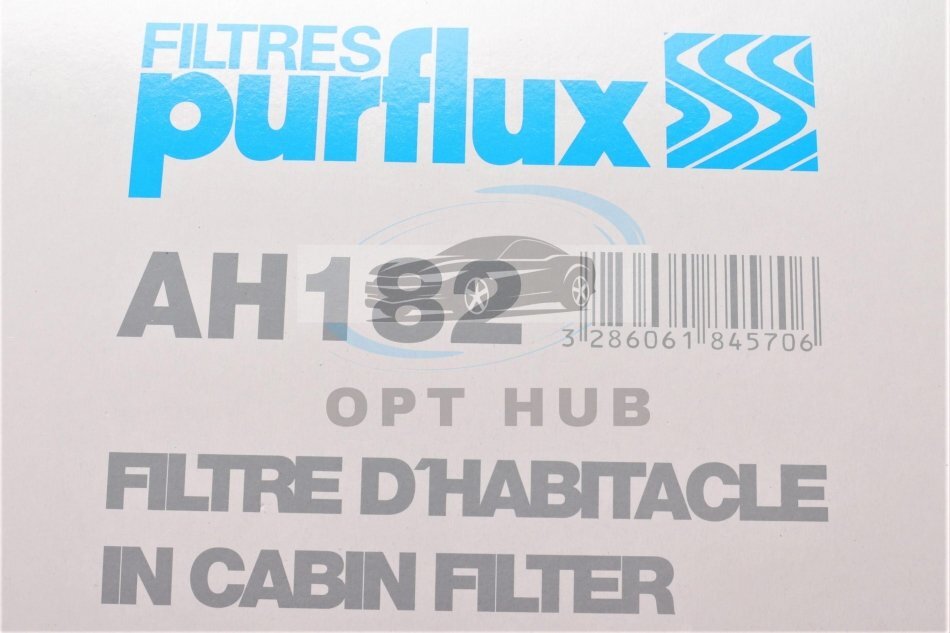 FILTRES
purflux
AH182
3 286061 845706
OPT HUB
FILTRE D'HABITACLE
IN CABIN FILTER